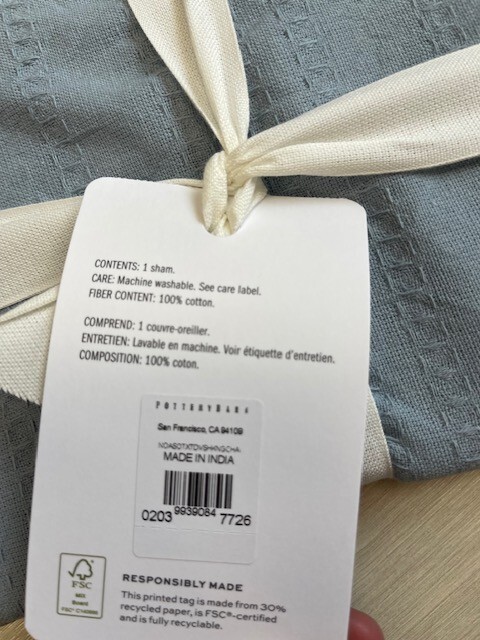 CONTENTS: 1 sham.
CARE: Machine washable. See care label.
FIBER CONTENT: 100% cotton.
COMPREND: 1 couvre-oreiller.
ENTRETIEN: Lavable en machine. Voir étiquette d'entretien.
COMPOSITION: 100% coton.
POTTERYBARN
San Francisco, CA 94109
MADE IN INDIA
0203 9939084 7726
FSC
MIX
Board
RESPONSIBLY MADE
This printed tag is made from 30%
recycled paper, is FSC®-certified
and is fully recyclable.